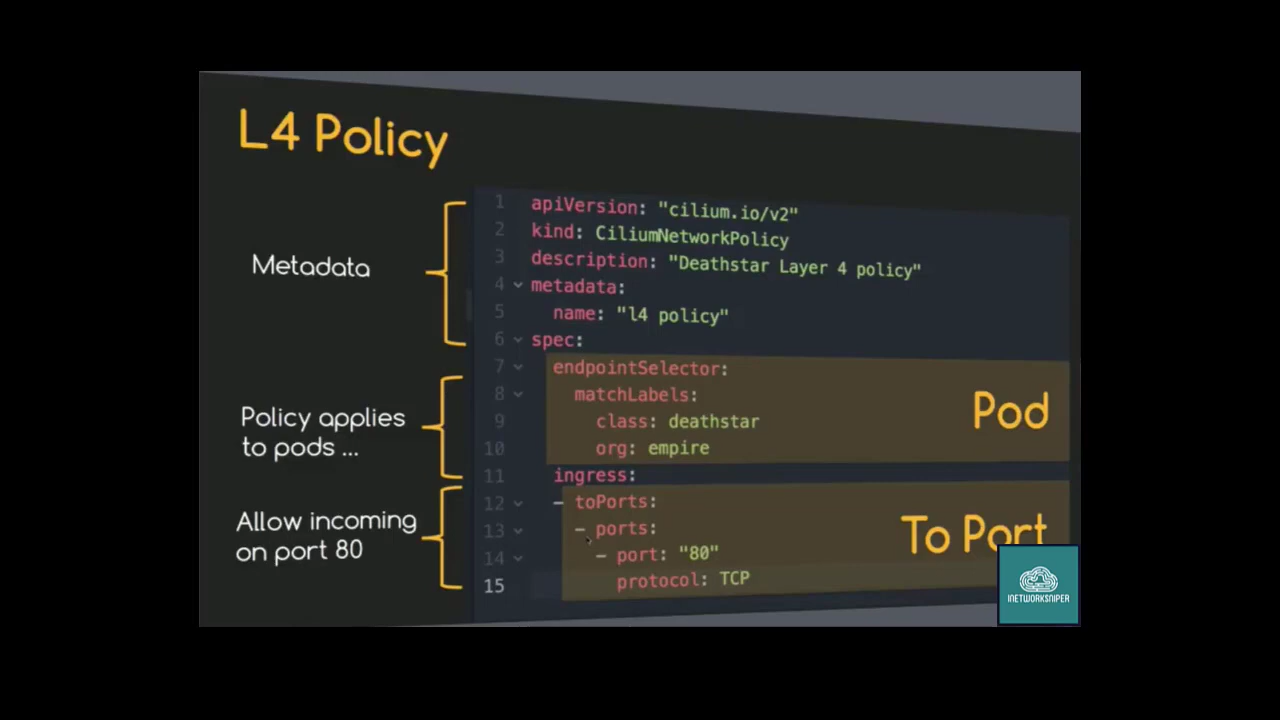 L4 Policy
Metadata
Policy applies
to pods ...
Allow incoming
on port 80
1 apiVersion: "cilium.io/v2"
2 kind: CiliumNetworkPolicy
3 description: "Deathstar Layer 4 policy"
4 metadata:
5 name: "l4 policy"
6 spec:
7 endpointSelector:
8 matchLabels:
9 class: deathstar
10 org: empire
11 ingress:
12 - toPorts:
13 - ports:
14 - port: "80"
15 protocol: TCP
Pod
To Port
INETWORKSNIPER